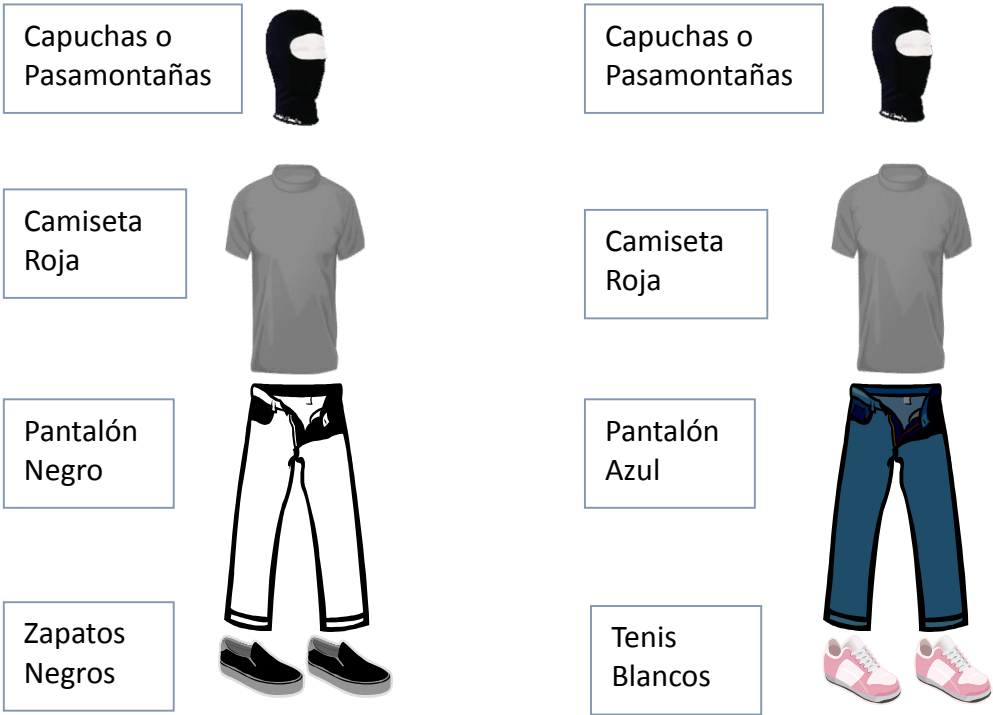 Capuchas o
Pasamontañas
Capuchas o
Pasamontañas
Camiseta
Roja
Camiseta
Roja
Pantalón
Negro
Pantalón
Azul
Zapatos
Negros
Tenis
Blancos